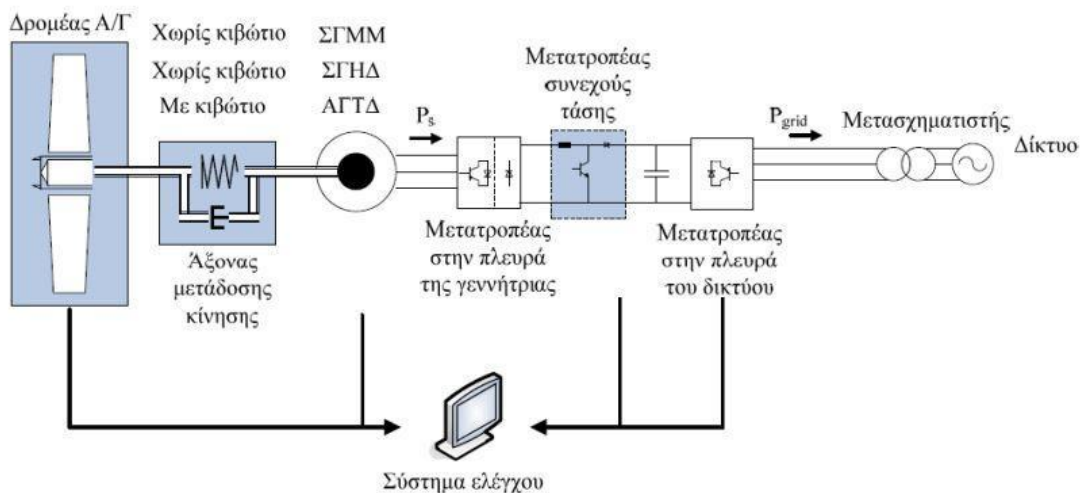 Δρομέας Α/Γ
Χωρίς κιβώτιο
Χωρίς κιβώτιο
Με κιβώτιο
ΣΓΜΜ
ΣΓΗΔ
ΑΓΤΔ
Ps
Μετατροπέας
συνεχούς
τάσης
Pgrid
Μετασχηματιστής
Δίκτυο
Άξονας
μετάδοσης
κίνησης
Μετατροπέας
στην πλευρά
της γεννήτριας
Μετατροπέας
στην πλευρά
του δικτύου
Σύστημα ελέγχου